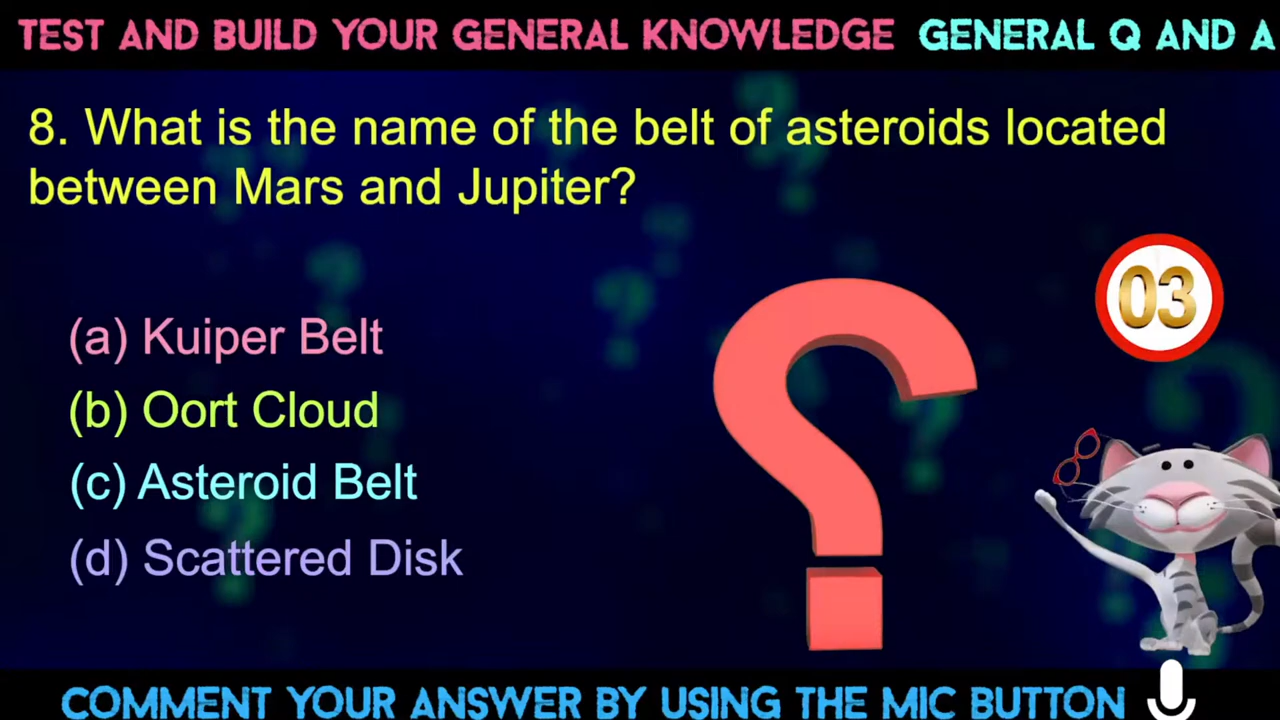 TEST AND BUILD YOUR GENERAL KNOWLEDGE GENERAL Q AND A
8. What is the name of the belt of asteroids located
between Mars and Jupiter?
03
(a) Kuiper Belt
(b) Oort Cloud
(c) Asteroid Belt
(d) Scattered Disk
COMMENT YOUR ANSWER BY USING THE MIC BUTTON